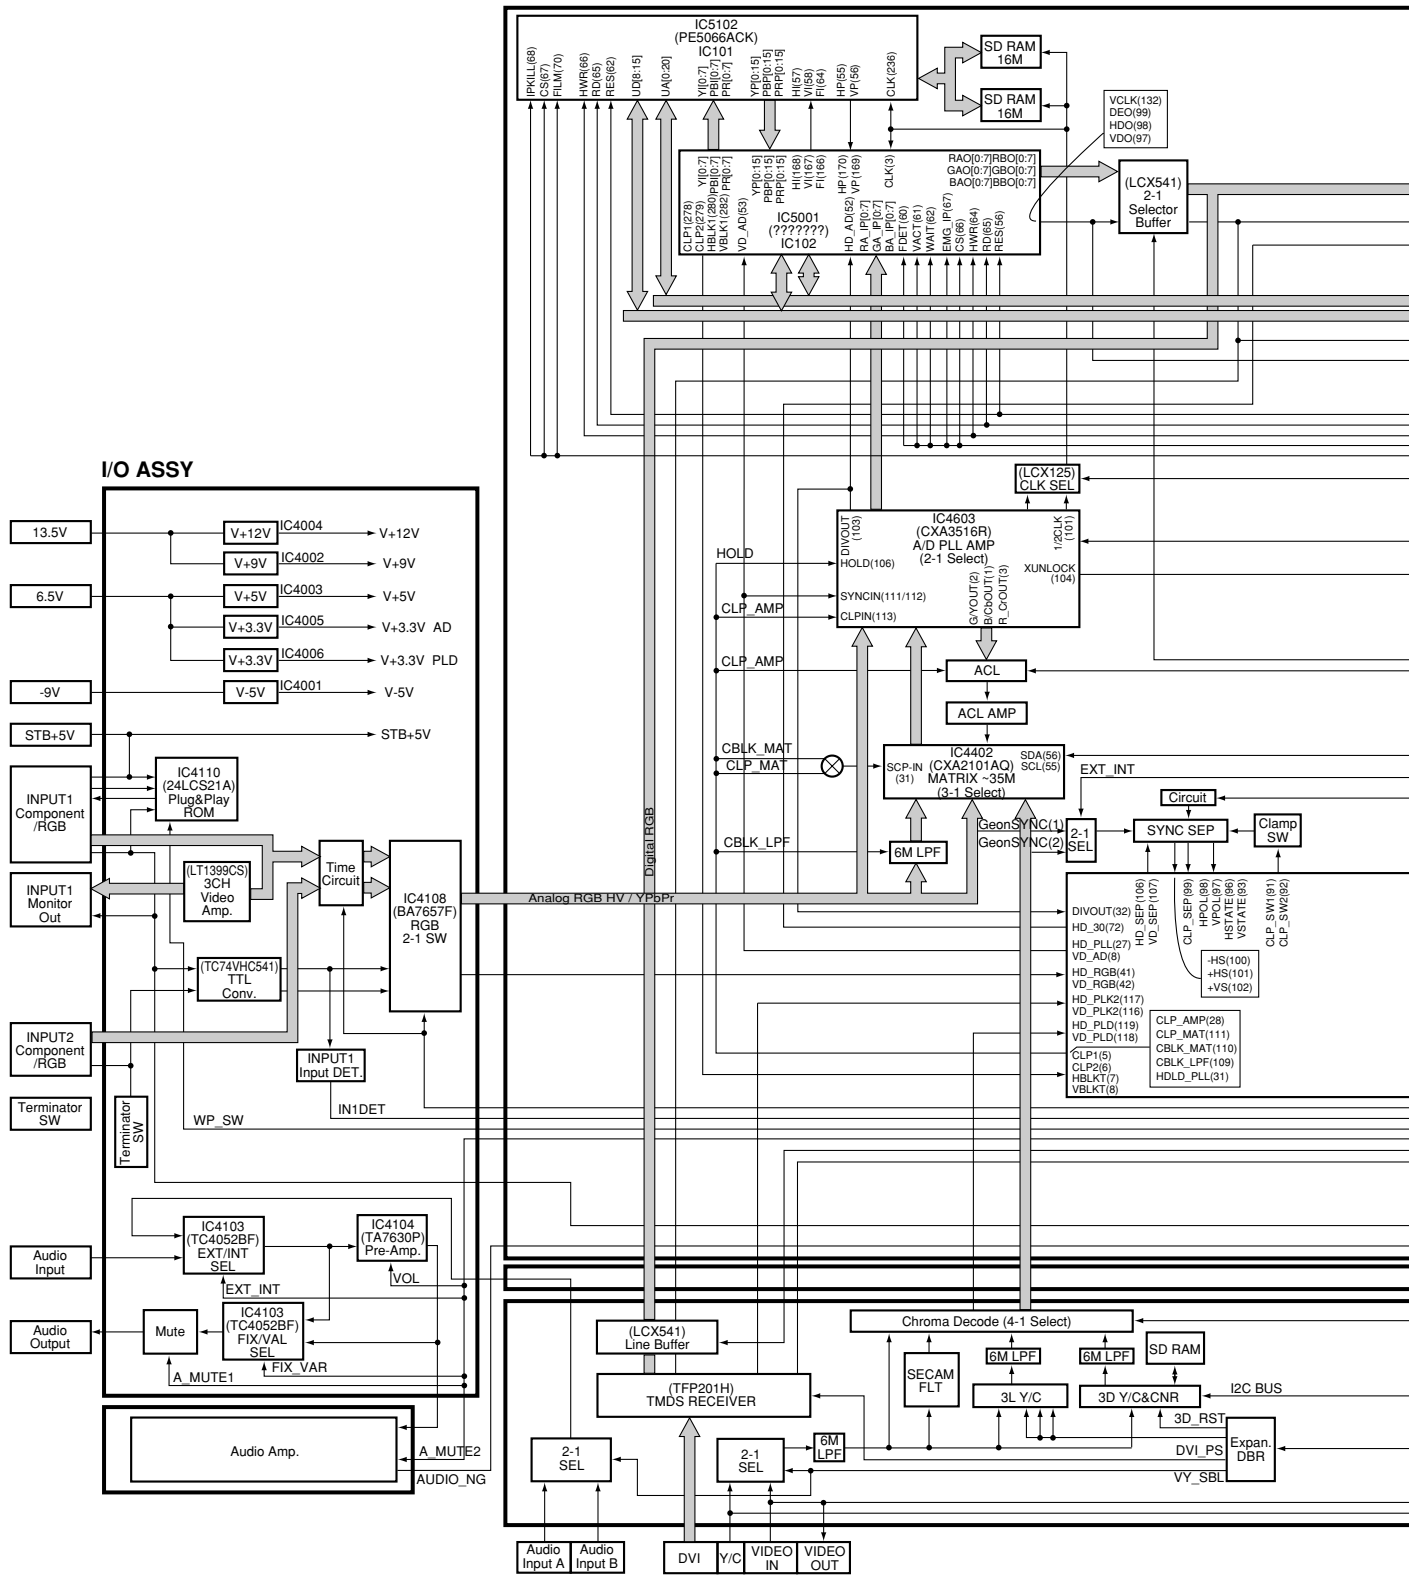 IC5102
(PE5066ACK)
IC101
IPKILL(68)
CS(67)
FILM(70)
HWR(66)
RD(65)
RES(62)
UD[8:15]
UA[0:20]
YI[0:7]
PBI[0:7]
PR[0:7]
YP[0:15]
PBP[0:15]
PRP[0:15]
HI(57)
VI(58)
FI(64)
HP(55)
VP(56)
CLK(236)
SD RAM
16M
SD RAM
16M
VCLK(132)
DEO(99)
HDO(98)
VDO(97)
YI[0:7]
PBI[0:7]
PR[0:7]
YP[0:15]
PBP[0:15]
PRP[0:15]
HI(168)
VI(167)
FI(166)
HP(170)
VP(169)
CLK(3)
RAO[0:7]RBO[0:7]
GAO[0:7]GBO[0:7]
BAO[0:7]BBO[0:7]
CLP1(278)
CLP2(279)
HBLK1(280)
VBLK1(282)
VD_AD(53)
IC5001
(???????)
IC102
HD_AD(52)
RA_IP[0:7]
GA_IP[0:7]
BA_IP[0:7]
FDET(60)
VACT(61)
WAIT(62)
EMG_IP(67)
CS(66)
HWR(64)
RD(65)
RES(56)
(LCX541)
2-1
Selector
Buffer
I/O ASSY
13.5V
V+12V
IC4004
V+12V
V+9V
IC4002
V+9V
6.5V
V+5V
IC4003
V+5V
V+3.3V
IC4005
V+3.3V AD
V+3.3V
IC4006
V+3.3V PLD
-9V
V-5V
IC4001
V-5V
STB+5V
STB+5V
(LCX125)
CLK SEL
IC4603
(CXA3516R)
A/D PLL AMP
(2-1 Select)
DIVOUT
(103)
1/2CLK
(101)
HOLD
HOLD(106)
XUNLOCK
(104)
SYNCIN(111/112)
CLP_AMP
CLPIN(113)
G/YOUT(2)
B/CbOUT(1)
R_CrOUT(3)
CLP_AMP
ACL
ACL AMP
CBLK_MAT
CLP_MAT
SCP-IN
(31)
IC4402
(CXA2101AQ)
MATRIX ~35M
(3-1 Select)
SDA(56)
SCL(55)
EXT_INT
INPUT1
Component
/RGB
IC4110
(24LCS21A)
Plug&Play
ROM
INPUT1
Monitor
Out
(LT1399CS)
3CH
Video
Amp.
Time
Circuit
IC4108
(BA7657F)
RGB
2-1 SW
Digital RGB
CBLK_LPF
6M LPF
GeonSYNC(1)
GeonSYNC(2)
2-1
SEL
Circuit
SYNC SEP
Clamp
SW
Analog RGB HV / YPbPr
(TC74VHC541)
TTL
Conv.
DIVOUT(32)
HD_30(72)
HD_PLL(27)
VD_AD(8)
HD_RGB(41)
VD_RGB(42)
HD_PLK2(117)
VD_PLK2(116)
HD_PLD(119)
VD_PLD(118)
CLP1(5)
CLP2(6)
HBLKT(7)
VBLKT(8)
HD_SEP(106)
VD_SEP(107)
CLP_SEP(99)
HPOL(98)
VPOL(97)
HSTATE(96)
VSTATE(93)
CLP_SW1(91)
CLP_SW2(92)
-HS(100)
+HS(101)
+VS(102)
CLP_AMP(28)
CLP_MAT(111)
CBLK_MAT(110)
CBLK_LPF(109)
HDLD_PLL(31)
INPUT2
Component
/RGB
INPUT1
Input DET.
IN1DET
Terminator
SW
Terminator
SW
WP_SW
Audio
Input
IC4103
(TC4052BF)
EXT/INT
SEL
IC4104
(TA7630P)
Pre-Amp.
VOL
EXT_INT
Audio
Output
Mute
IC4103
(TC4052BF)
FIX/VAL
SEL
FIX_VAR
A_MUTE1
Audio Amp.
A_MUTE2
AUDIO_NG
(LCX541)
Line Buffer
(TFP201H)
TMDS RECEIVER
Chroma Decode (4-1 Select)
SECAM
FLT
6M LPF
6M LPF
SD RAM
3L Y/C
3D Y/C&CNR
I2C BUS
3D_RST
DVI_PS
VY_SBL
Expan.
DBR
2-1
SEL
2-1
SEL
6M
LPF
Audio
Input A
Audio
Input B
DVI
Y/C
VIDEO
IN
VIDEO
OUT